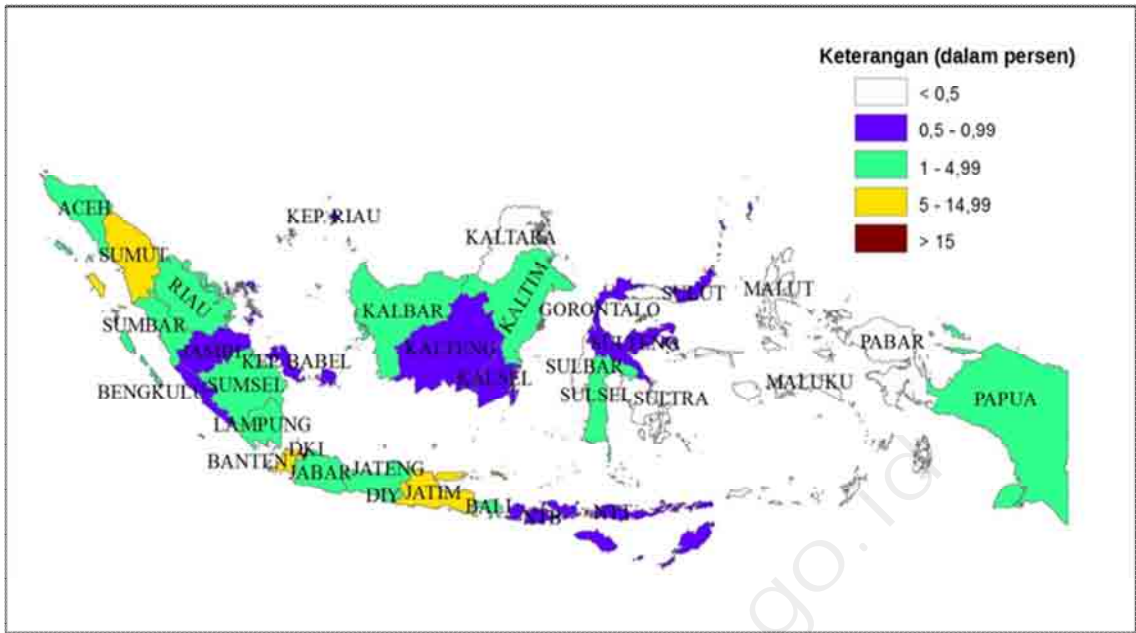 Keterangan (dalam persen)
< 0,5
0,5 - 0,99
1 - 4,99
5 - 14,99
> 15
ACEH
KEP. RIAU
KALTARA
SUMUT
RIAU
KALBAR
KALTIM
GORONTALO
SULUT
MALUT
SUMBAR
JAMBI
KEP. BABEL
KALTENG
SULTENG
PABAR
BENGKULU
SUMSEL
KALSEL
SULBAR
SULSEL
SULTRA
MALUKU
PAPUA
LAMPUNG
BANTEN
DKI
JABAR
JATENG
DIY
JATIM
BALI
NTB
NTT
go.id